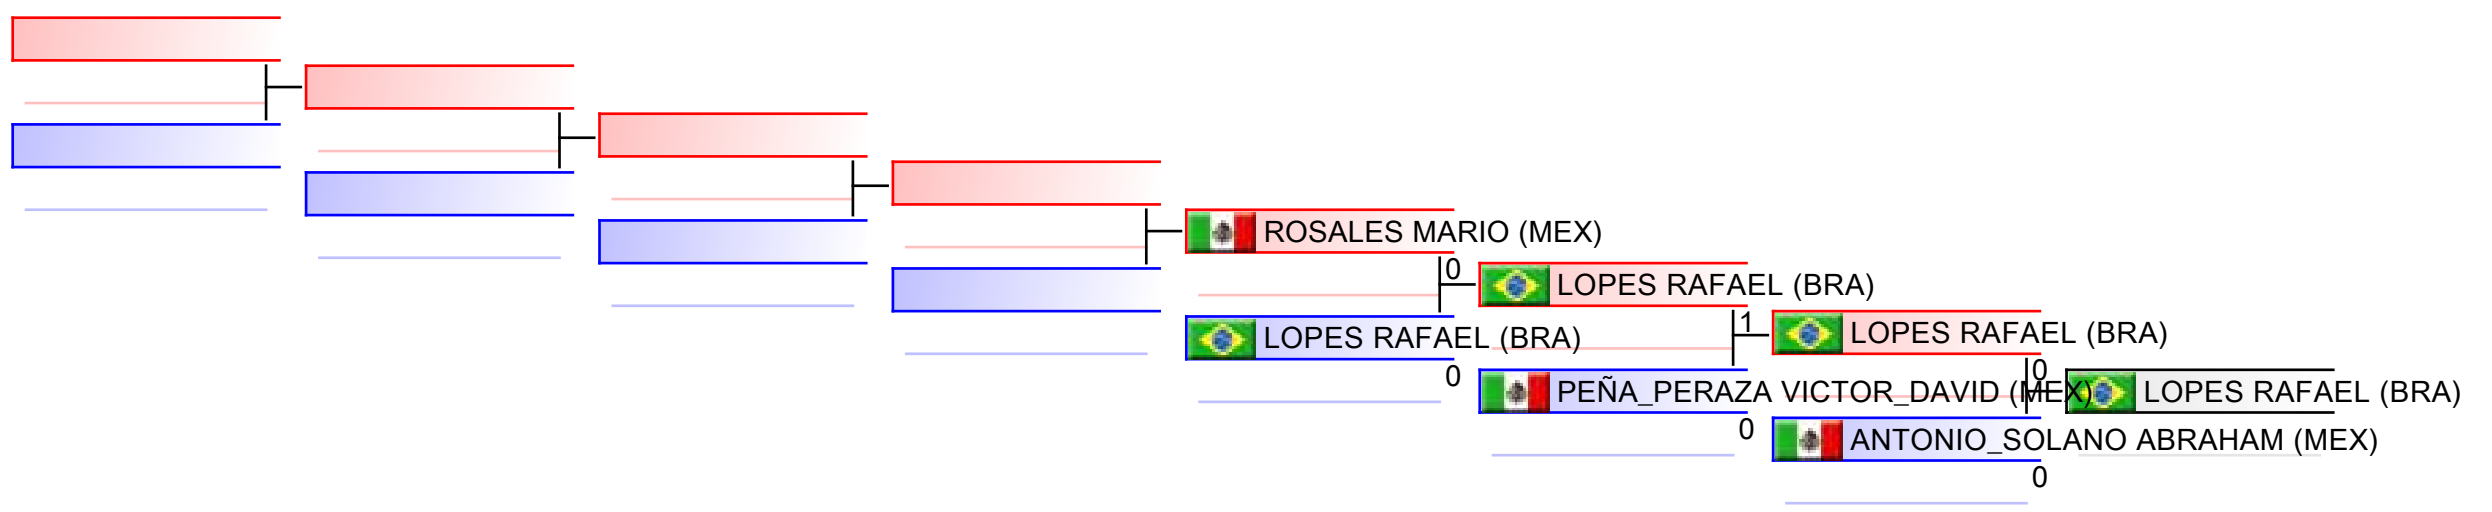 ROSALES MARIO (MEX)
0
LOPES RAFAEL (BRA)
LOPES RAFAEL (BRA)
0
1
LOPES RAFAEL (BRA)
PEÑA_PERAZA VICTOR_DAVID (MEX)
0
0
LOPES RAFAEL (BRA)
ANTONIO_SOLANO ABRAHAM (MEX)
0